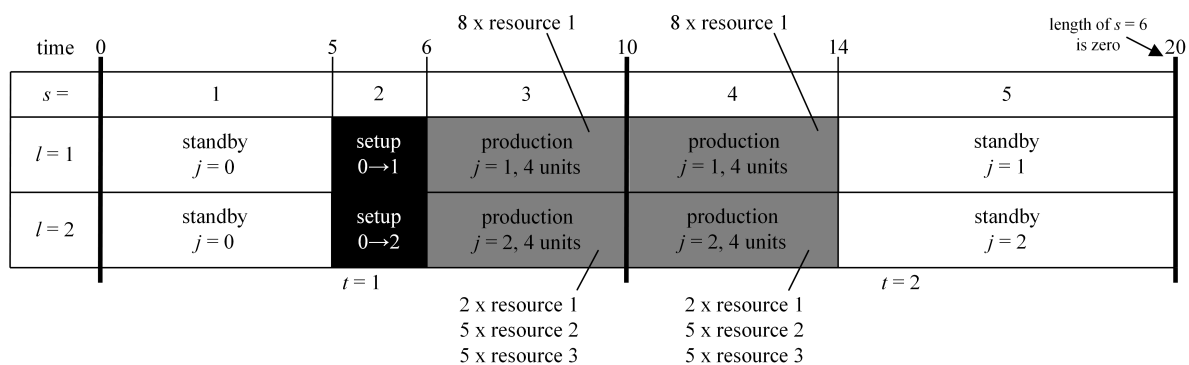 8 x resource 1 8 x resource 1 length of s = 6
is zero
time 0 5 6 10 14 20
s = 1 2 3 4 5
l = 1 standby setup production production standby
j = 0 0→1 j = 1, 4 units j = 1, 4 units j = 1
l = 2 standby setup production production standby
j = 0 0→2 j = 2, 4 units j = 2, 4 units j = 2
t = 1 t = 2
2 x resource 1 2 x resource 1
5 x resource 2 5 x resource 2
5 x resource 3 5 x resource 3